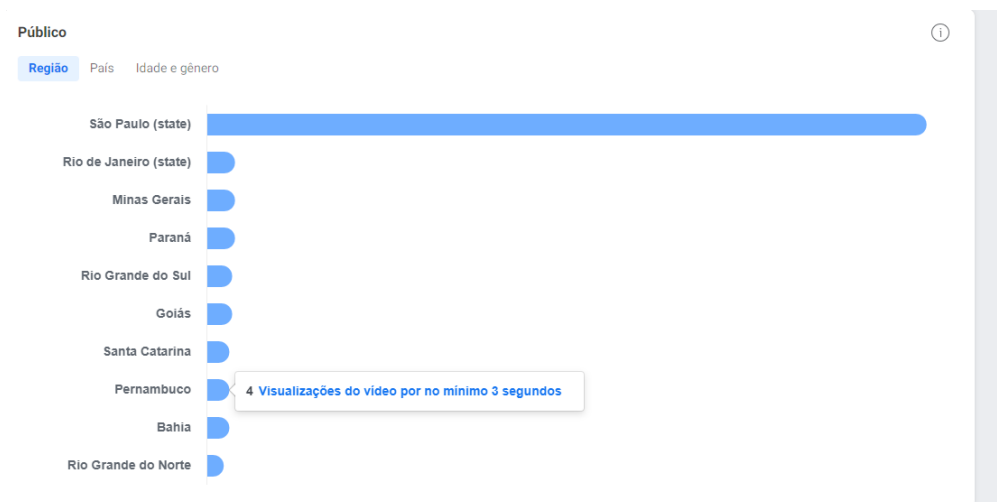 Público
Região País Idade e gênero
São Paulo (state)
Rio de Janeiro (state)
Minas Gerais
Paraná
Rio Grande do Sul
Goiás
Santa Catarina
Pernambuco
4 Visualizações do vídeo por no mínimo 3 segundos
Bahia
Rio Grande do Norte